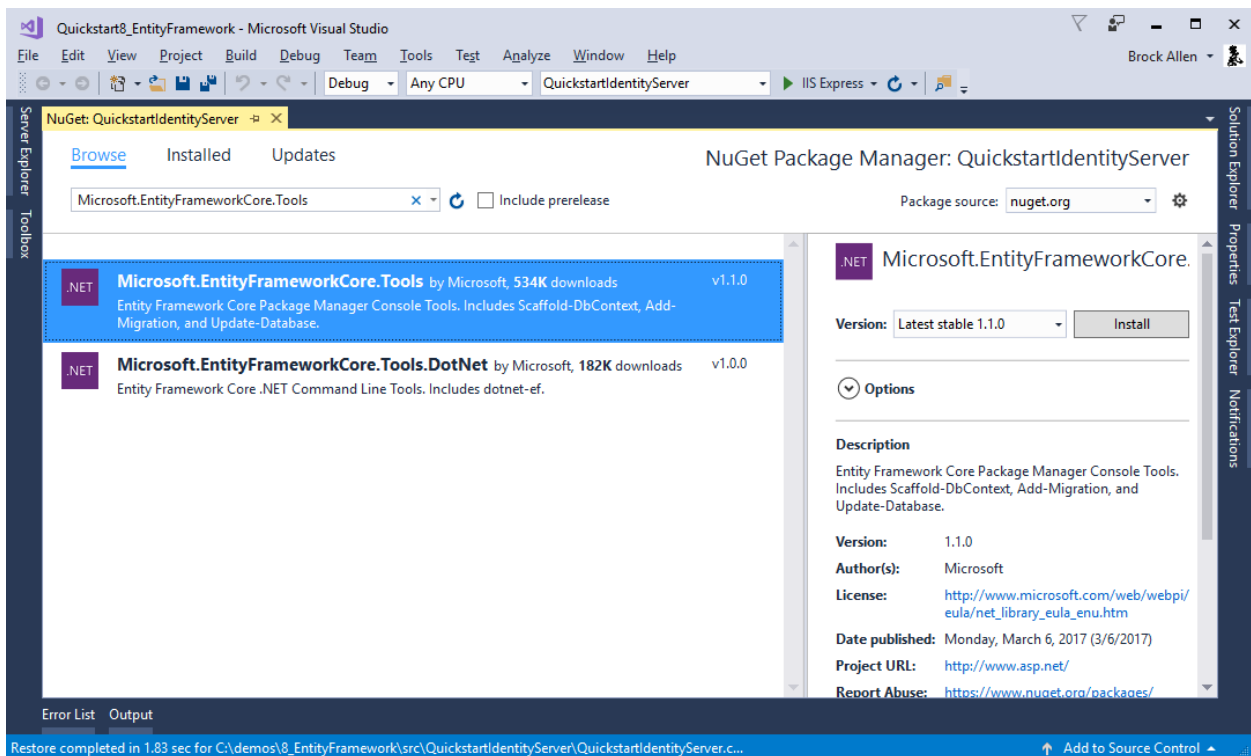 Quickstart8_EntityFramework - Microsoft Visual Studio
File Edit View Project Build Debug Team Tools Test Analyze Window Help
Brock Allen
Debug Any CPU QuickstartIdentityServer IIS Express
Server Explorer
Toolbox
NuGet: QuickstartIdentityServer
Browse Installed Updates
NuGet Package Manager: QuickstartIdentityServer
Microsoft.EntityFrameworkCore.Tools
Include prerelease
Package source: nuget.org
.NET
Microsoft.EntityFrameworkCore.Tools by Microsoft, 534K downloads v1.1.0
Entity Framework Core Package Manager Console Tools. Includes Scaffold-DbContext, Add-
Migration, and Update-Database.
.NET
Microsoft.EntityFrameworkCore.Tools.DotNet by Microsoft, 182K downloads v1.0.0
Entity Framework Core .NET Command Line Tools. Includes dotnet-ef.
.NET
Microsoft.EntityFrameworkCore.
Version: Latest stable 1.1.0 Install
Options
Description
Entity Framework Core Package Manager Console Tools.
Includes Scaffold-DbContext, Add-Migration, and
Update-Database.
Version: 1.1.0
Author(s): Microsoft
License: http://www.microsoft.com/web/webpi/
eula/net_library_eula_enu.htm
Date published: Monday, March 6, 2017 (3/6/2017)
Project URL: http://www.asp.net/
Report Abuse: https://www.nuget.org/packages/
Solution Explorer
Properties
Test Explorer
Notifications
Error List Output
Restore completed in 1.83 sec for C:\demos\8_EntityFramework\src\QuickstartIdentityServer\QuickstartIdentityServer.c...
Add to Source Control